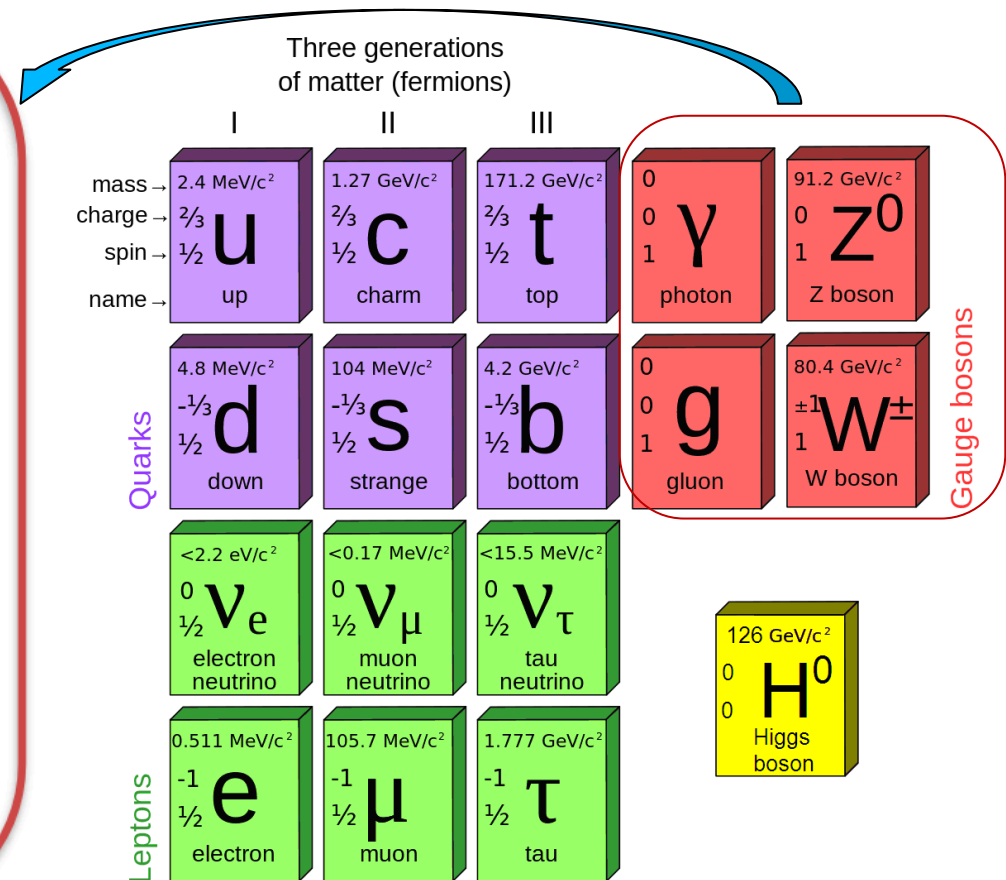 Three generations
of matter (fermions)
I II III
mass→
charge→
spin→
name→
2.4 MeV/c²
⅔
½
u
up
1.27 GeV/c²
⅔
½
c
charm
171.2 GeV/c²
⅔
½
t
top
0
0
1
γ
photon
91.2 GeV/c²
0
1
Z⁰
Z boson
Quarks
4.8 MeV/c²
-⅓
½
d
down
104 MeV/c²
-⅓
½
s
strange
4.2 GeV/c²
-⅓
½
b
bottom
0
0
1
g
gluon
80.4 GeV/c²
±1
1
W±
W boson
Gauge bosons
<2.2 eV/c²
0
½
νe
electron
neutrino
<0.17 MeV/c²
0
½
νμ
muon
neutrino
<15.5 MeV/c²
0
½
ντ
tau
neutrino
126 GeV/c²
0
0
H⁰
Higgs
boson
Leptons
0.511 MeV/c²
-1
½
e
electron
105.7 MeV/c²
-1
½
μ
muon
1.777 GeV/c²
-1
½
τ
tau